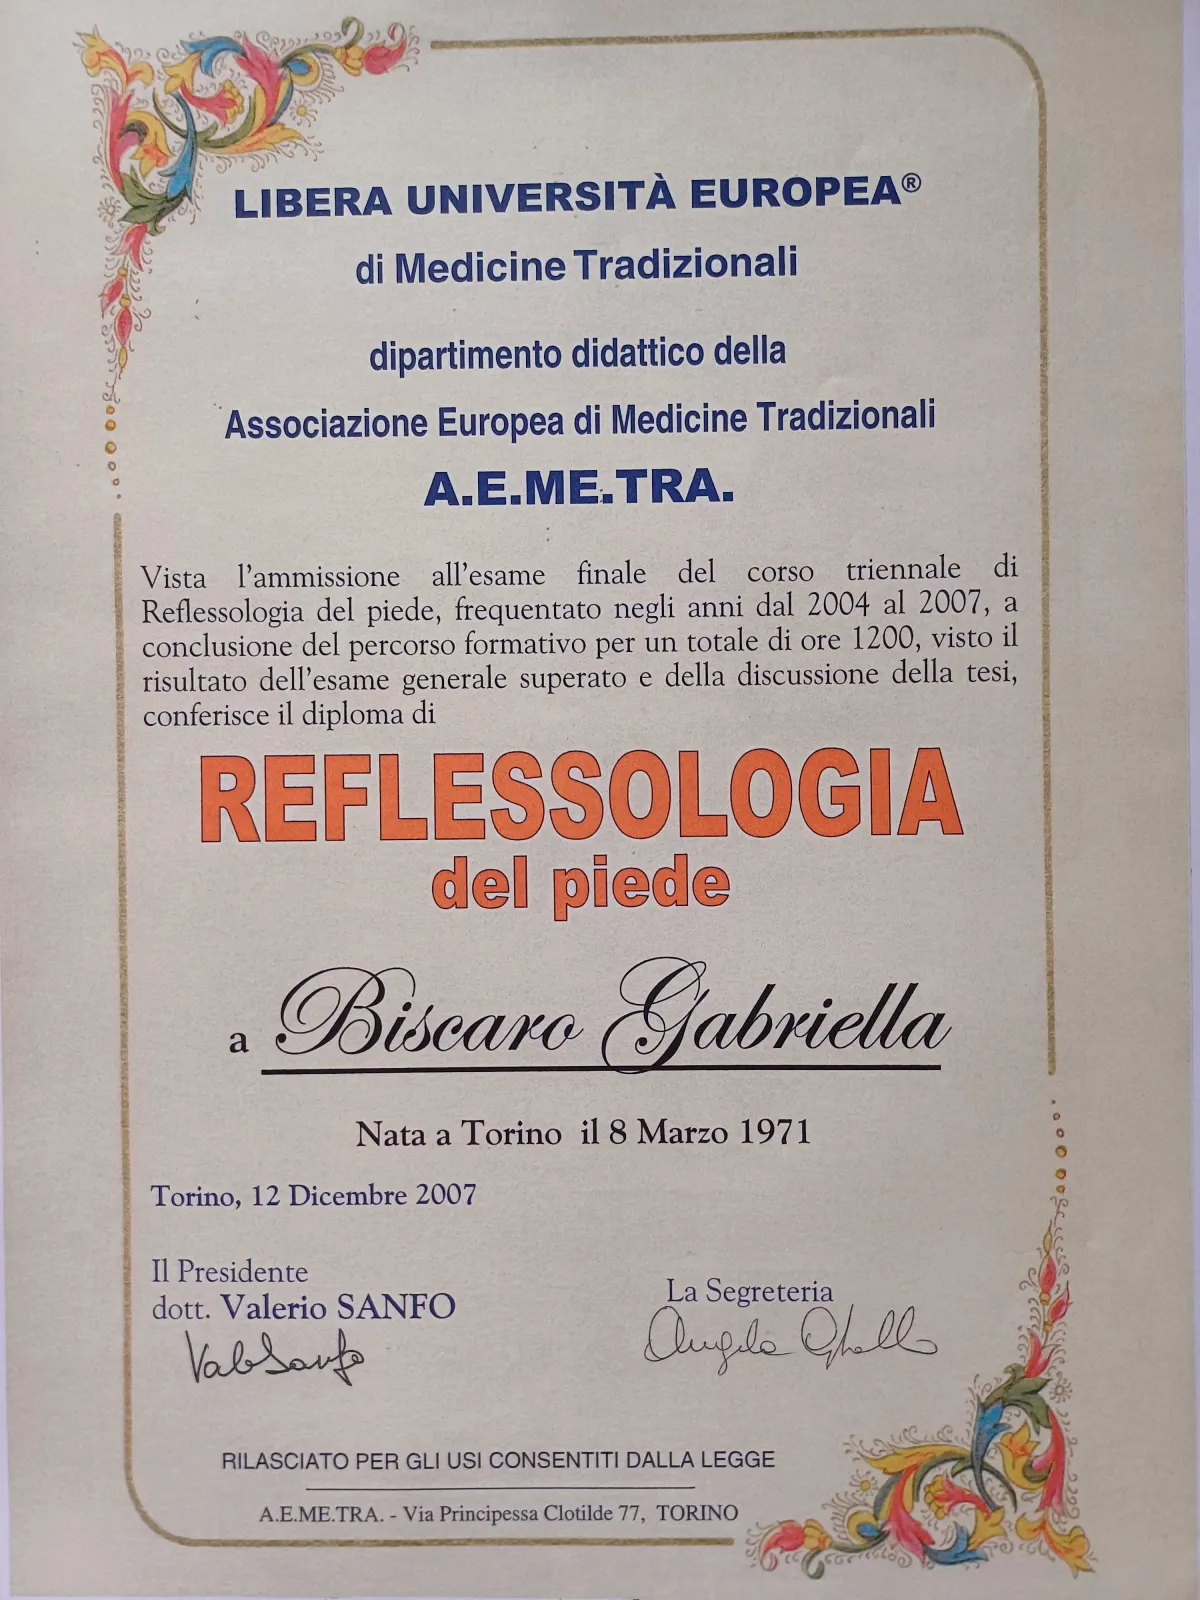 LIBERA UNIVERSITÀ EUROPEA®
di Medicine Tradizionali
dipartimento didattico della
Associazione Europea di Medicine Tradizionali
A.E.ME.TRA.
Vista l'ammissione all'esame finale del corso triennale di
Reflessologia del piede, frequentato negli anni dal 2004 al 2007, a
conclusione del percorso formativo per un totale di ore 1200, visto il
risultato dell'esame generale superato e della discussione della tesi,
conferisce il diploma di
REFLESSOLOGIA
del piede
a Biscaro Gabriella
Nata a Torino il 8 Marzo 1971
Torino, 12 Dicembre 2007
Il Presidente
dott. Valerio SANFO
La Segreteria
Angela
RILASCIATO PER GLI USI CONSENTITI DALLA LEGGE
A.E.ME.TRA. - Via Principessa Clotilde 77, TORINO